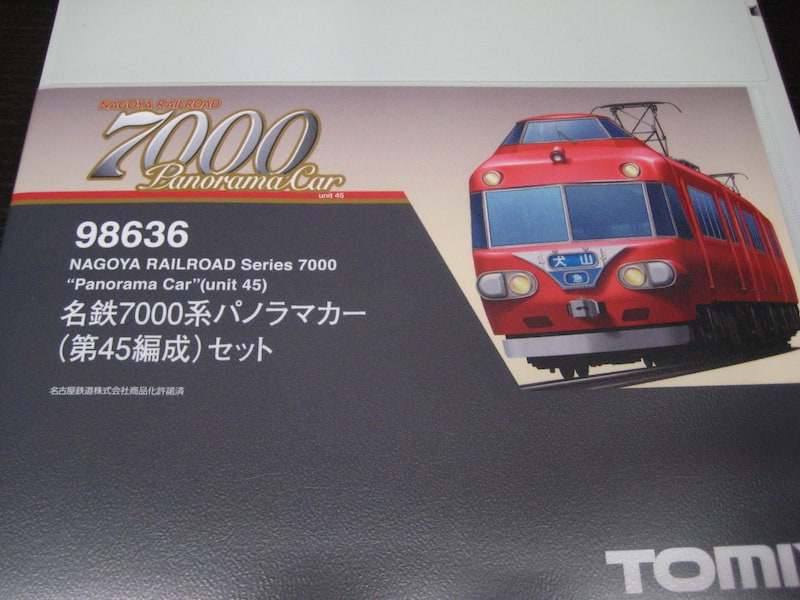 NAGOYA RAILROAD
7000
Panorama Car
unit 45
98636
NAGOYA RAILROAD Series 7000
“Panorama Car”(unit 45)
名鉄7000系パノラマカー
(第45編成)セット
名古屋鉄道株式会社商品化許諾済
犬山
急
TOMI